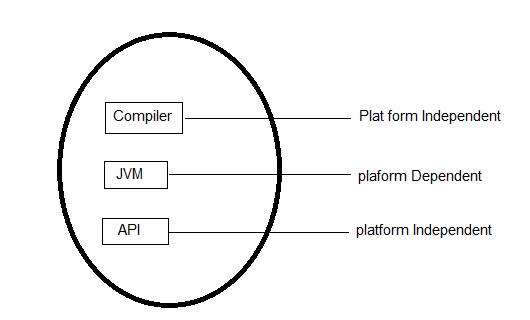 Compiler
Plat form Independent
JVM
plaform Dependent
API
platform Independent